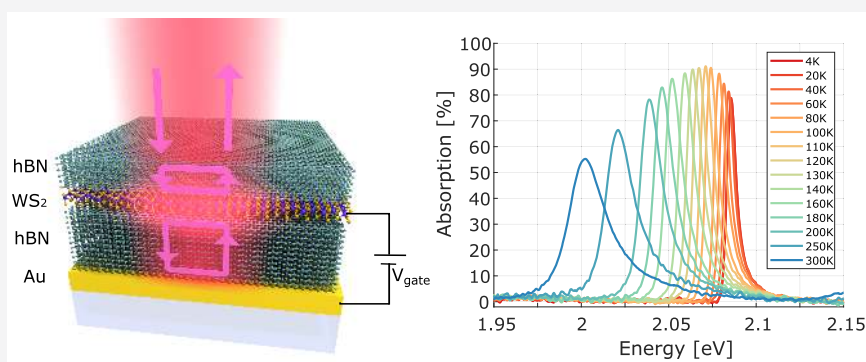 hBN
WS₂
hBN
Au
V_gate
Absorption [%]
100
90
80
70
60
50
40
30
20
10
0
1.95
2
2.05
2.1
2.15
Energy [eV]
4K
20K
40K
60K
80K
100K
110K
120K
130K
140K
160K
180K
200K
250K
300K